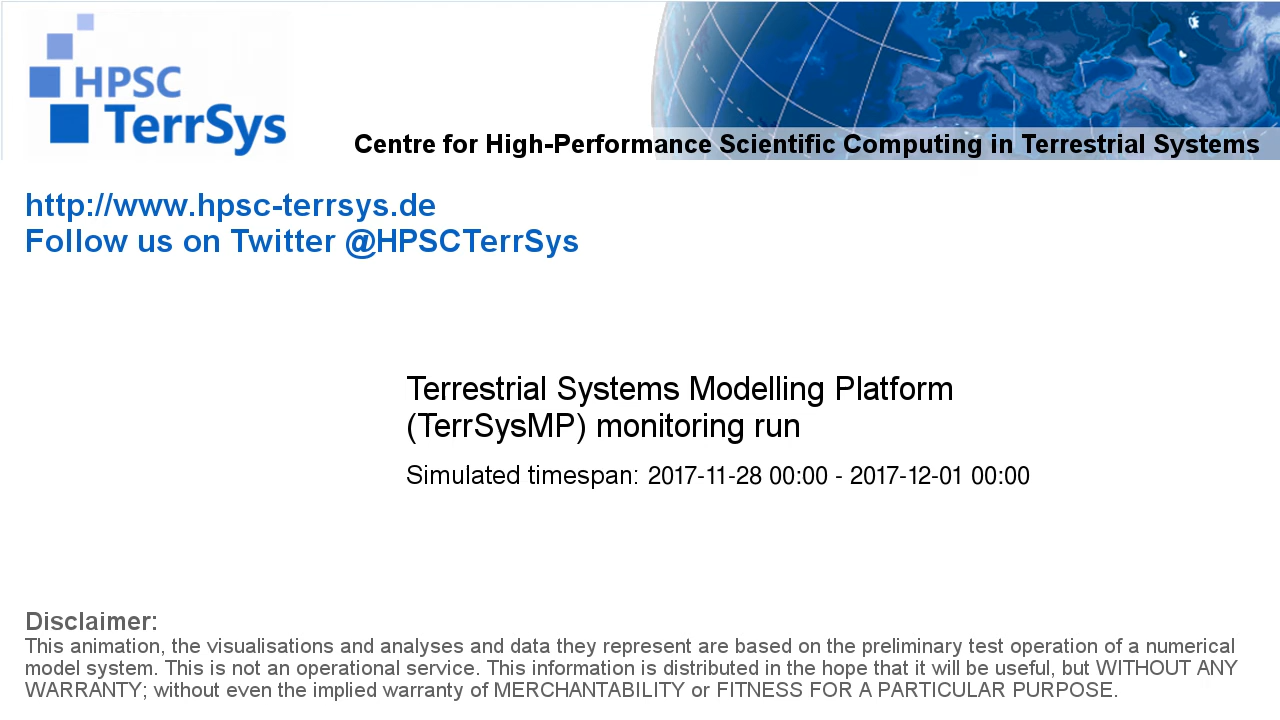 HPSC
TerrSys
Centre for High-Performance Scientific Computing in Terrestrial Systems
http://www.hpsc-terrsys.de
Follow us on Twitter @HPSCTerrSys
Terrestrial Systems Modelling Platform
(TerrSysMP) monitoring run
Simulated timespan: 2017-11-28 00:00 - 2017-12-01 00:00
Disclaimer:
This animation, the visualisations and analyses and data they represent are based on the preliminary test operation of a numerical
model system. This is not an operational service. This information is distributed in the hope that it will be useful, but WITHOUT ANY
WARRANTY; without even the implied warranty of MERCHANTABILITY or FITNESS FOR A PARTICULAR PURPOSE.